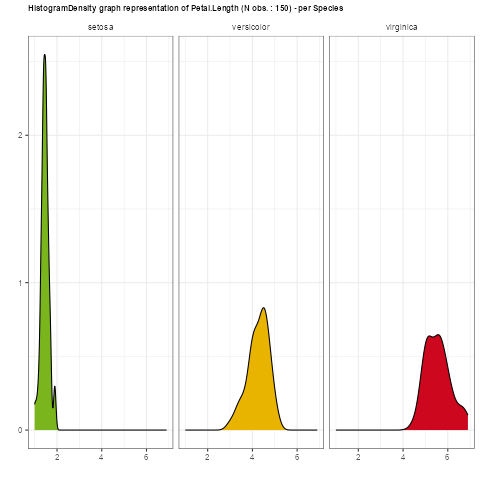 HistogramDensity graph representation of Petal.Length (N obs. : 150) - per Species
setosa versicolor virginica
2
1
0
2 4 6 2 4 6 2 4 6